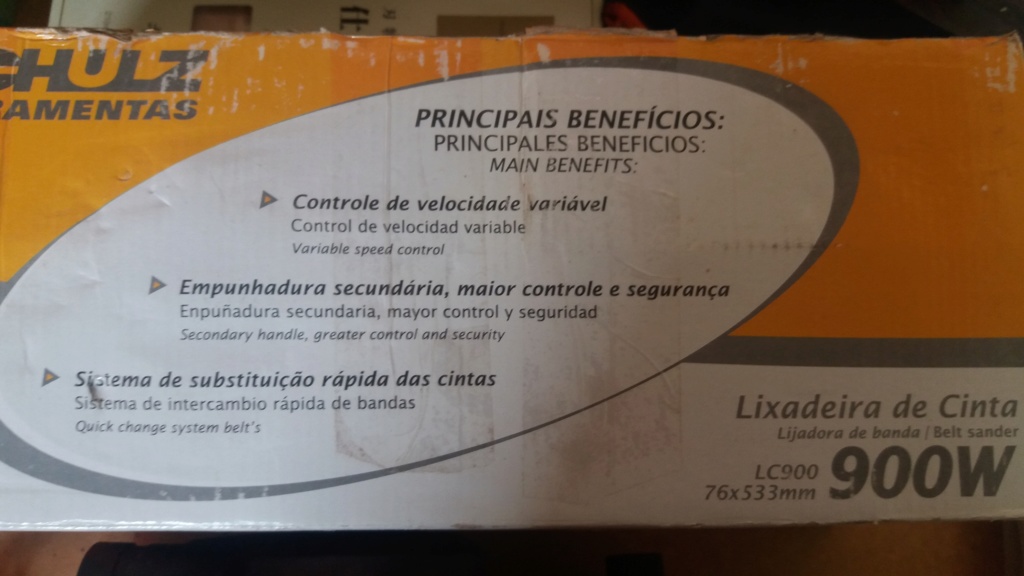 CHULZ
RAMENTAS
PRINCIPAIS BENEFÍCIOS:
PRINCIPALES BENEFICIOS:
MAIN BENEFITS:
Controle de velocidade variável
Control de velocidad variable
Variable speed control
Empunhadura secundária, maior controle e segurança
Enpuñadura secundaria, mayor control y seguridad
Secondary handle, greater control and security
Sistema de substituição rápida das cintas
Sistema de intercambio rápida de bandas
Quick change system belt's
Lixadeira de Cinta
Lijadora de banda / Belt sander
LC900
76x533mm
900W